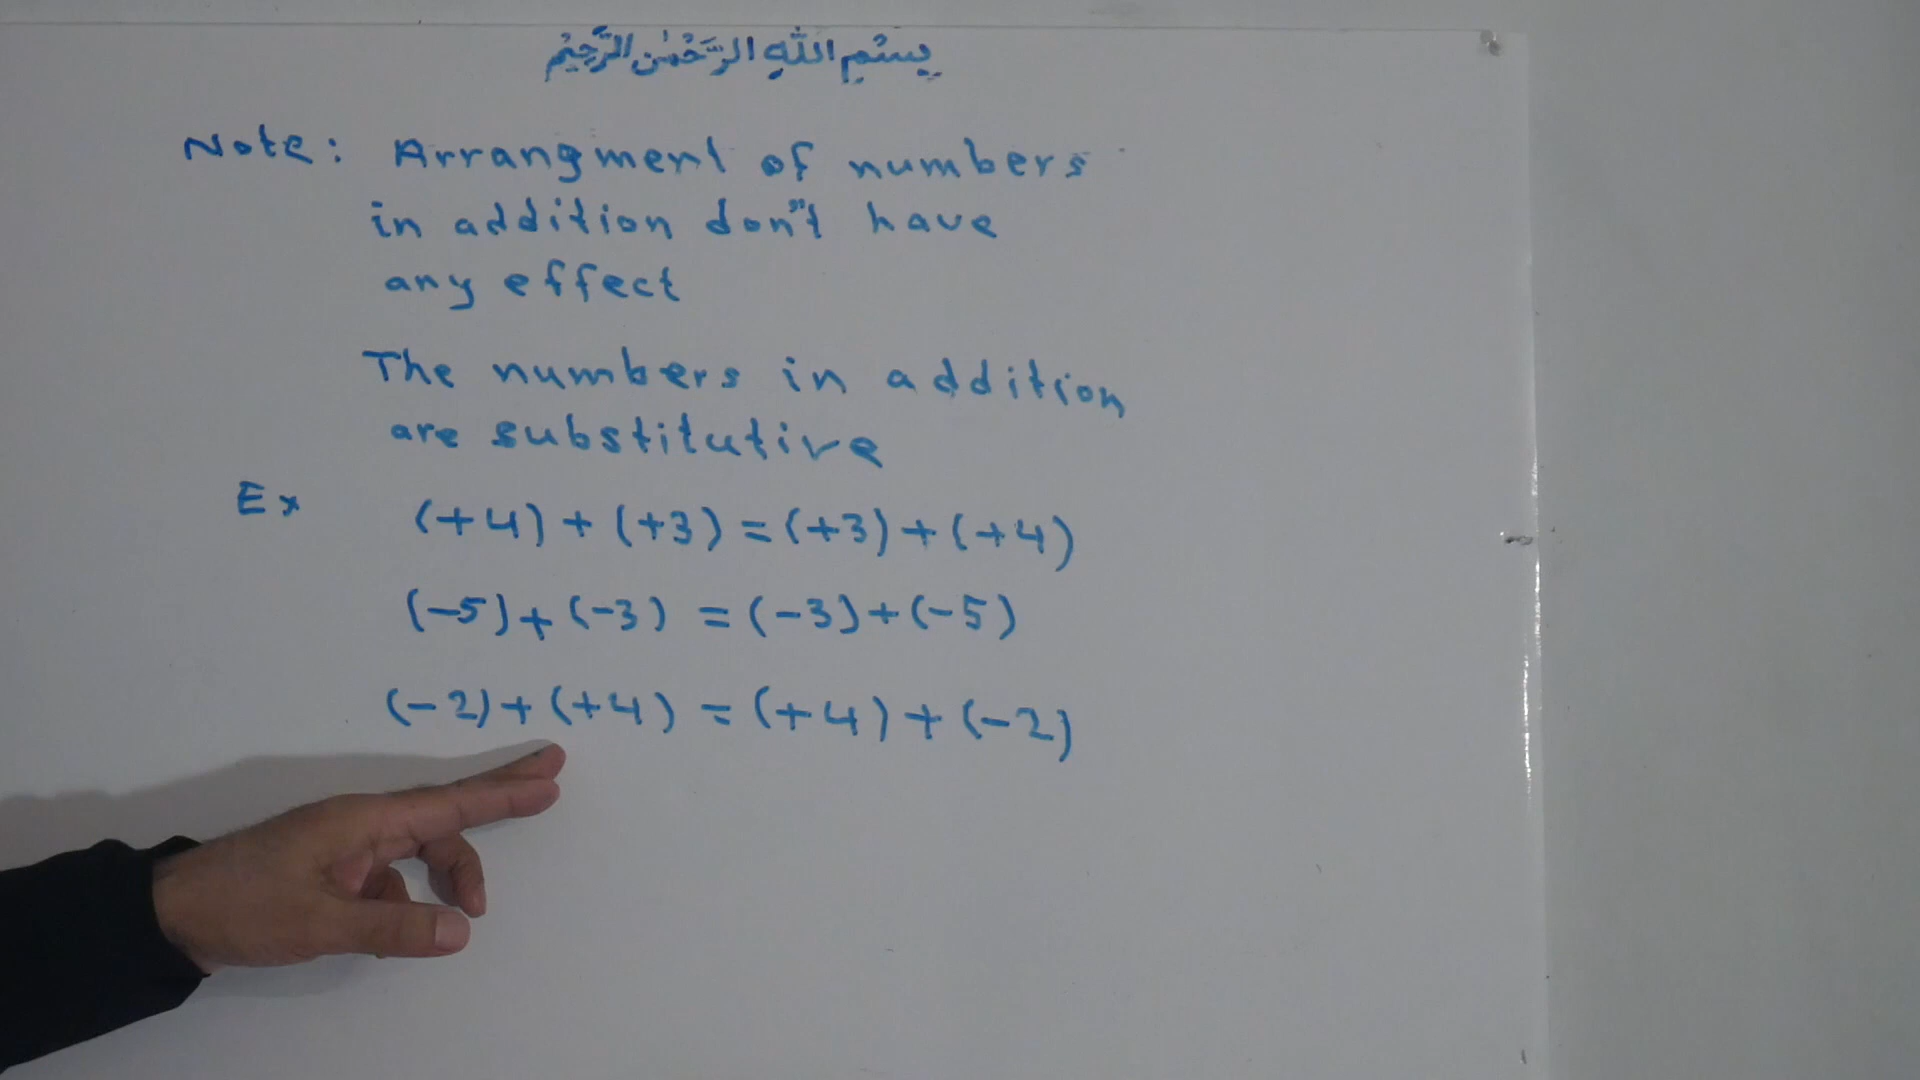 بِسْمِ اللهِ الرَّحْمٰنِ الرَّحِيْمِ
Note: Arrangment of numbers
in addition don"t have
any effect
The numbers in addition
are substitutive
Ex (+4) + (+3) = (+3) + (+4)
(-5) + (-3) = (-3) + (-5)
(-2) + (+4) = (+4) + (-2)